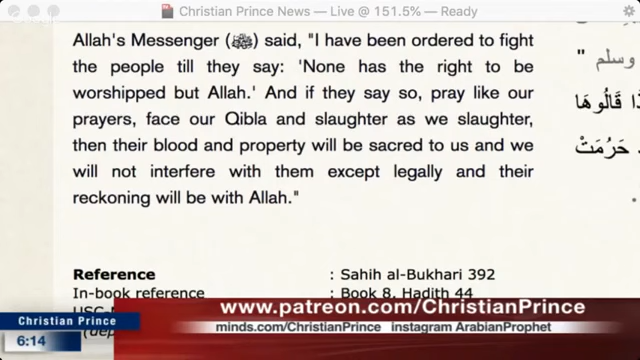 Christian Prince News — Live @ 151.5% — Ready
Allah's Messenger (ﷺ) said, "I have been ordered to fight
the people till they say: 'None has the right to be
worshipped but Allah.' And if they say so, pray like our
prayers, face our Qibla and slaughter as we slaughter,
then their blood and property will be sacred to us and we
will not interfere with them except legally and their
reckoning will be with Allah."
وسلم "
قَالُوهَا
حَرُمَتْ
Reference : Sahih al-Bukhari 392
In-book reference : Book 8, Hadith 44
www.patreon.com/ChristianPrince
Christian Prince
minds.com/ChristianPrince instagram ArabianProphet
6:14